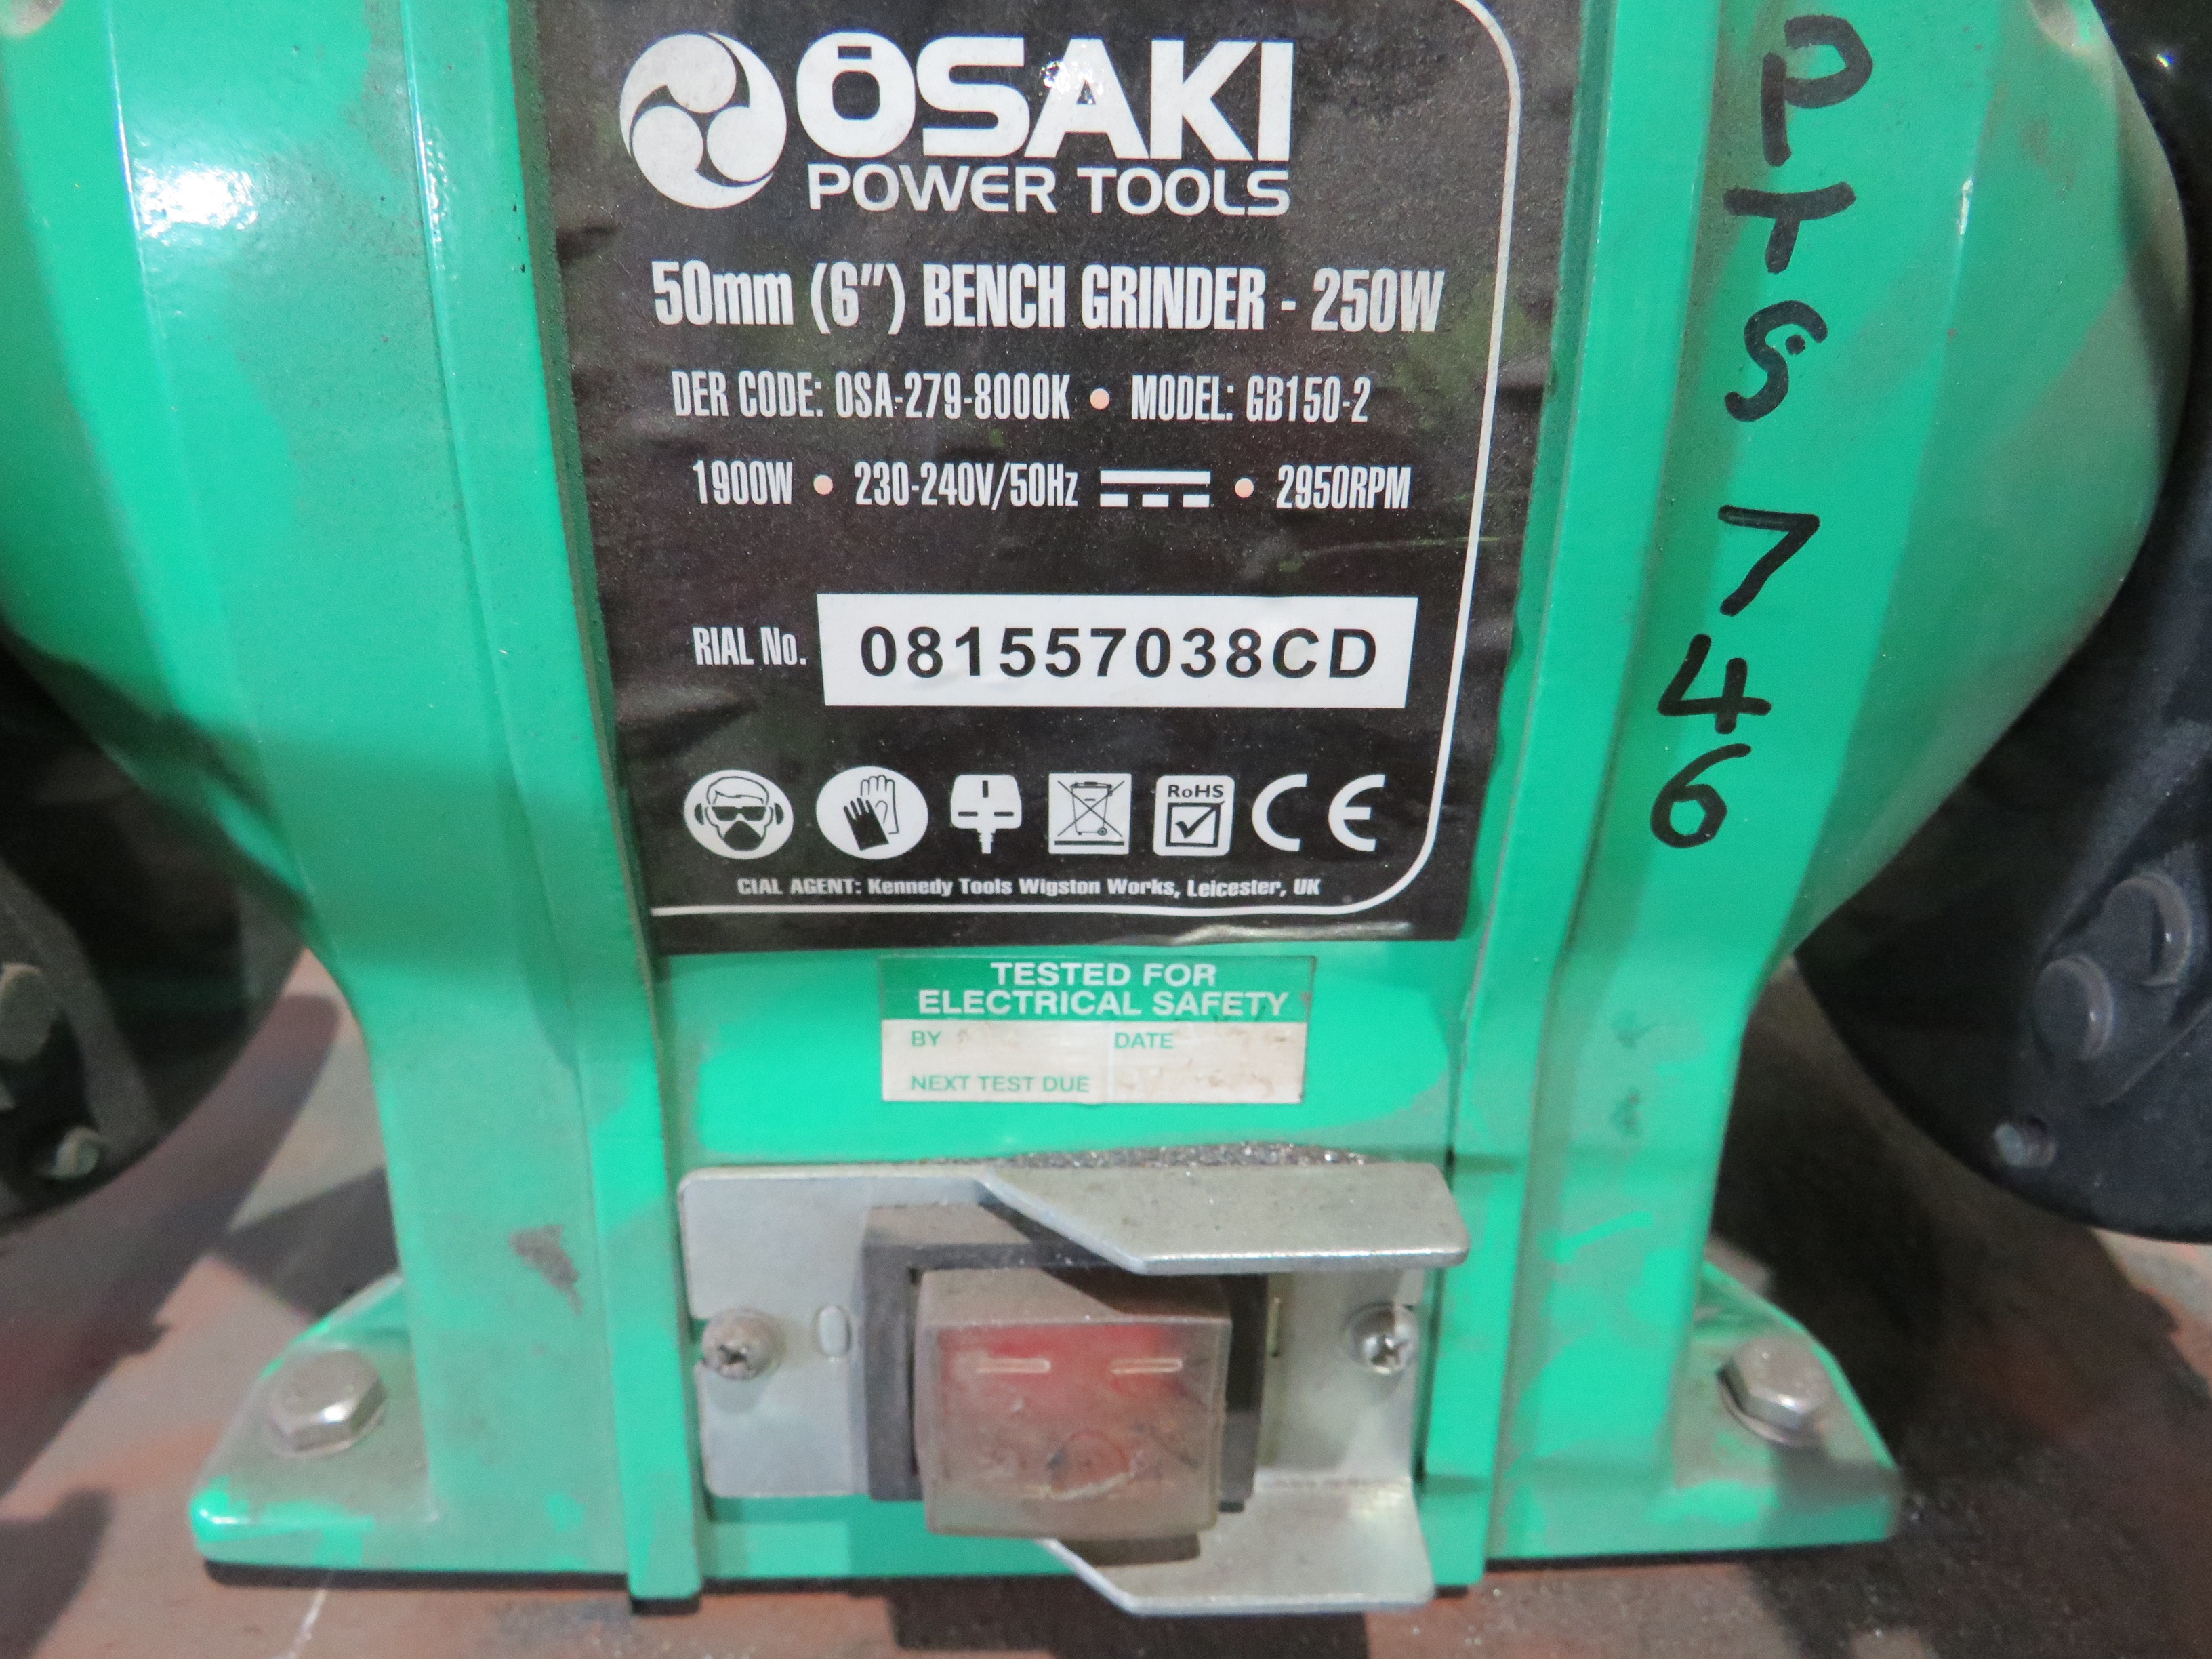 ŌSAKI
POWER TOOLS
50mm (6") BENCH GRINDER - 250W
DER CODE: OSA-279-8000K • MODEL: GB150-2
1900W • 230-240V/50Hz • 2950RPM
RIAL No. 081557038CD
RoHS
CE
CIAL AGENT: Kennedy Tools Wigston Works, Leicester, UK
TESTED FOR
ELECTRICAL SAFETY
BY DATE
NEXT TEST DUE
PTS 746